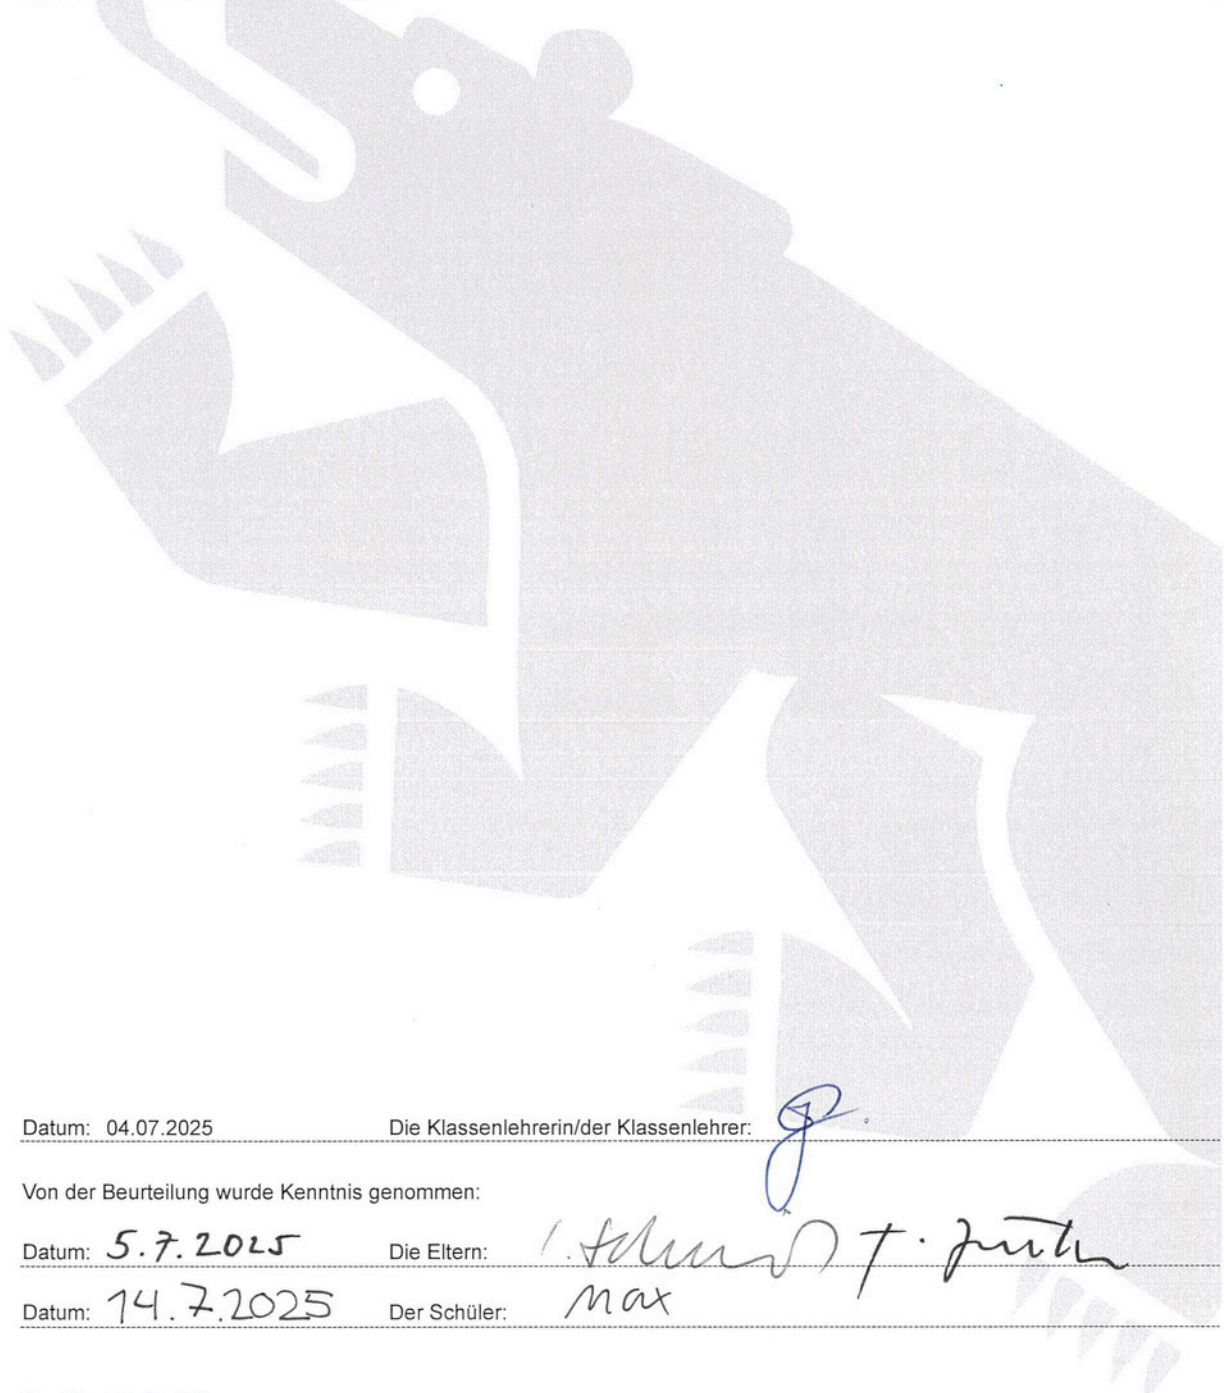 Datum: 04.07.2025 Die Klassenlehrerin/der Klassenlehrer:
Von der Beurteilung wurde Kenntnis genommen:
Datum: 5.7.2025 Die Eltern:
Datum: 14.7.2025 Der Schüler: Max